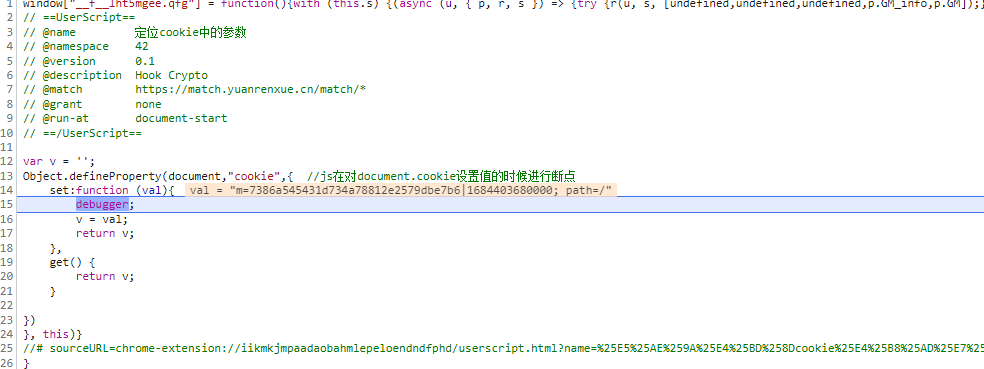 1 window["__f__lht5mgee.qfg"] = function(){with (this.s) {(async (u, { p, r, s }) => {try {r(u, s, [undefined,undefined,undefined,p.GM_info,p.GM]);}
2 // ==UserScript==
3 // @name 定位cookie中的参数
4 // @namespace 42
5 // @version 0.1
6 // @description Hook Crypto
7 // @match https://match.yuanrenxue.cn/match/*
8 // @grant none
9 // @run-at document-start
10 // ==/UserScript==
11
12 var v = '';
13 Object.defineProperty(document,"cookie",{ //js在对document.cookie设置值的时候进行断点
14 set:function (val){ val = "m=7386a545431d734a78812e2579dbe7b6|1684403680000; path=/"
15 debugger;
16 v = val;
17 return v;
18 },
19 get() {
20 return v;
21 }
22
23 })
24 }, this)}
25 //# sourceURL=chrome-extension://iikmkjmpaadaobahmlepeloendndfphd/userscript.html?name=%25E5%25AE%259A%25E4%25BD%258Dcookie%25E4%25B8%25AD%25E7%25
26 }